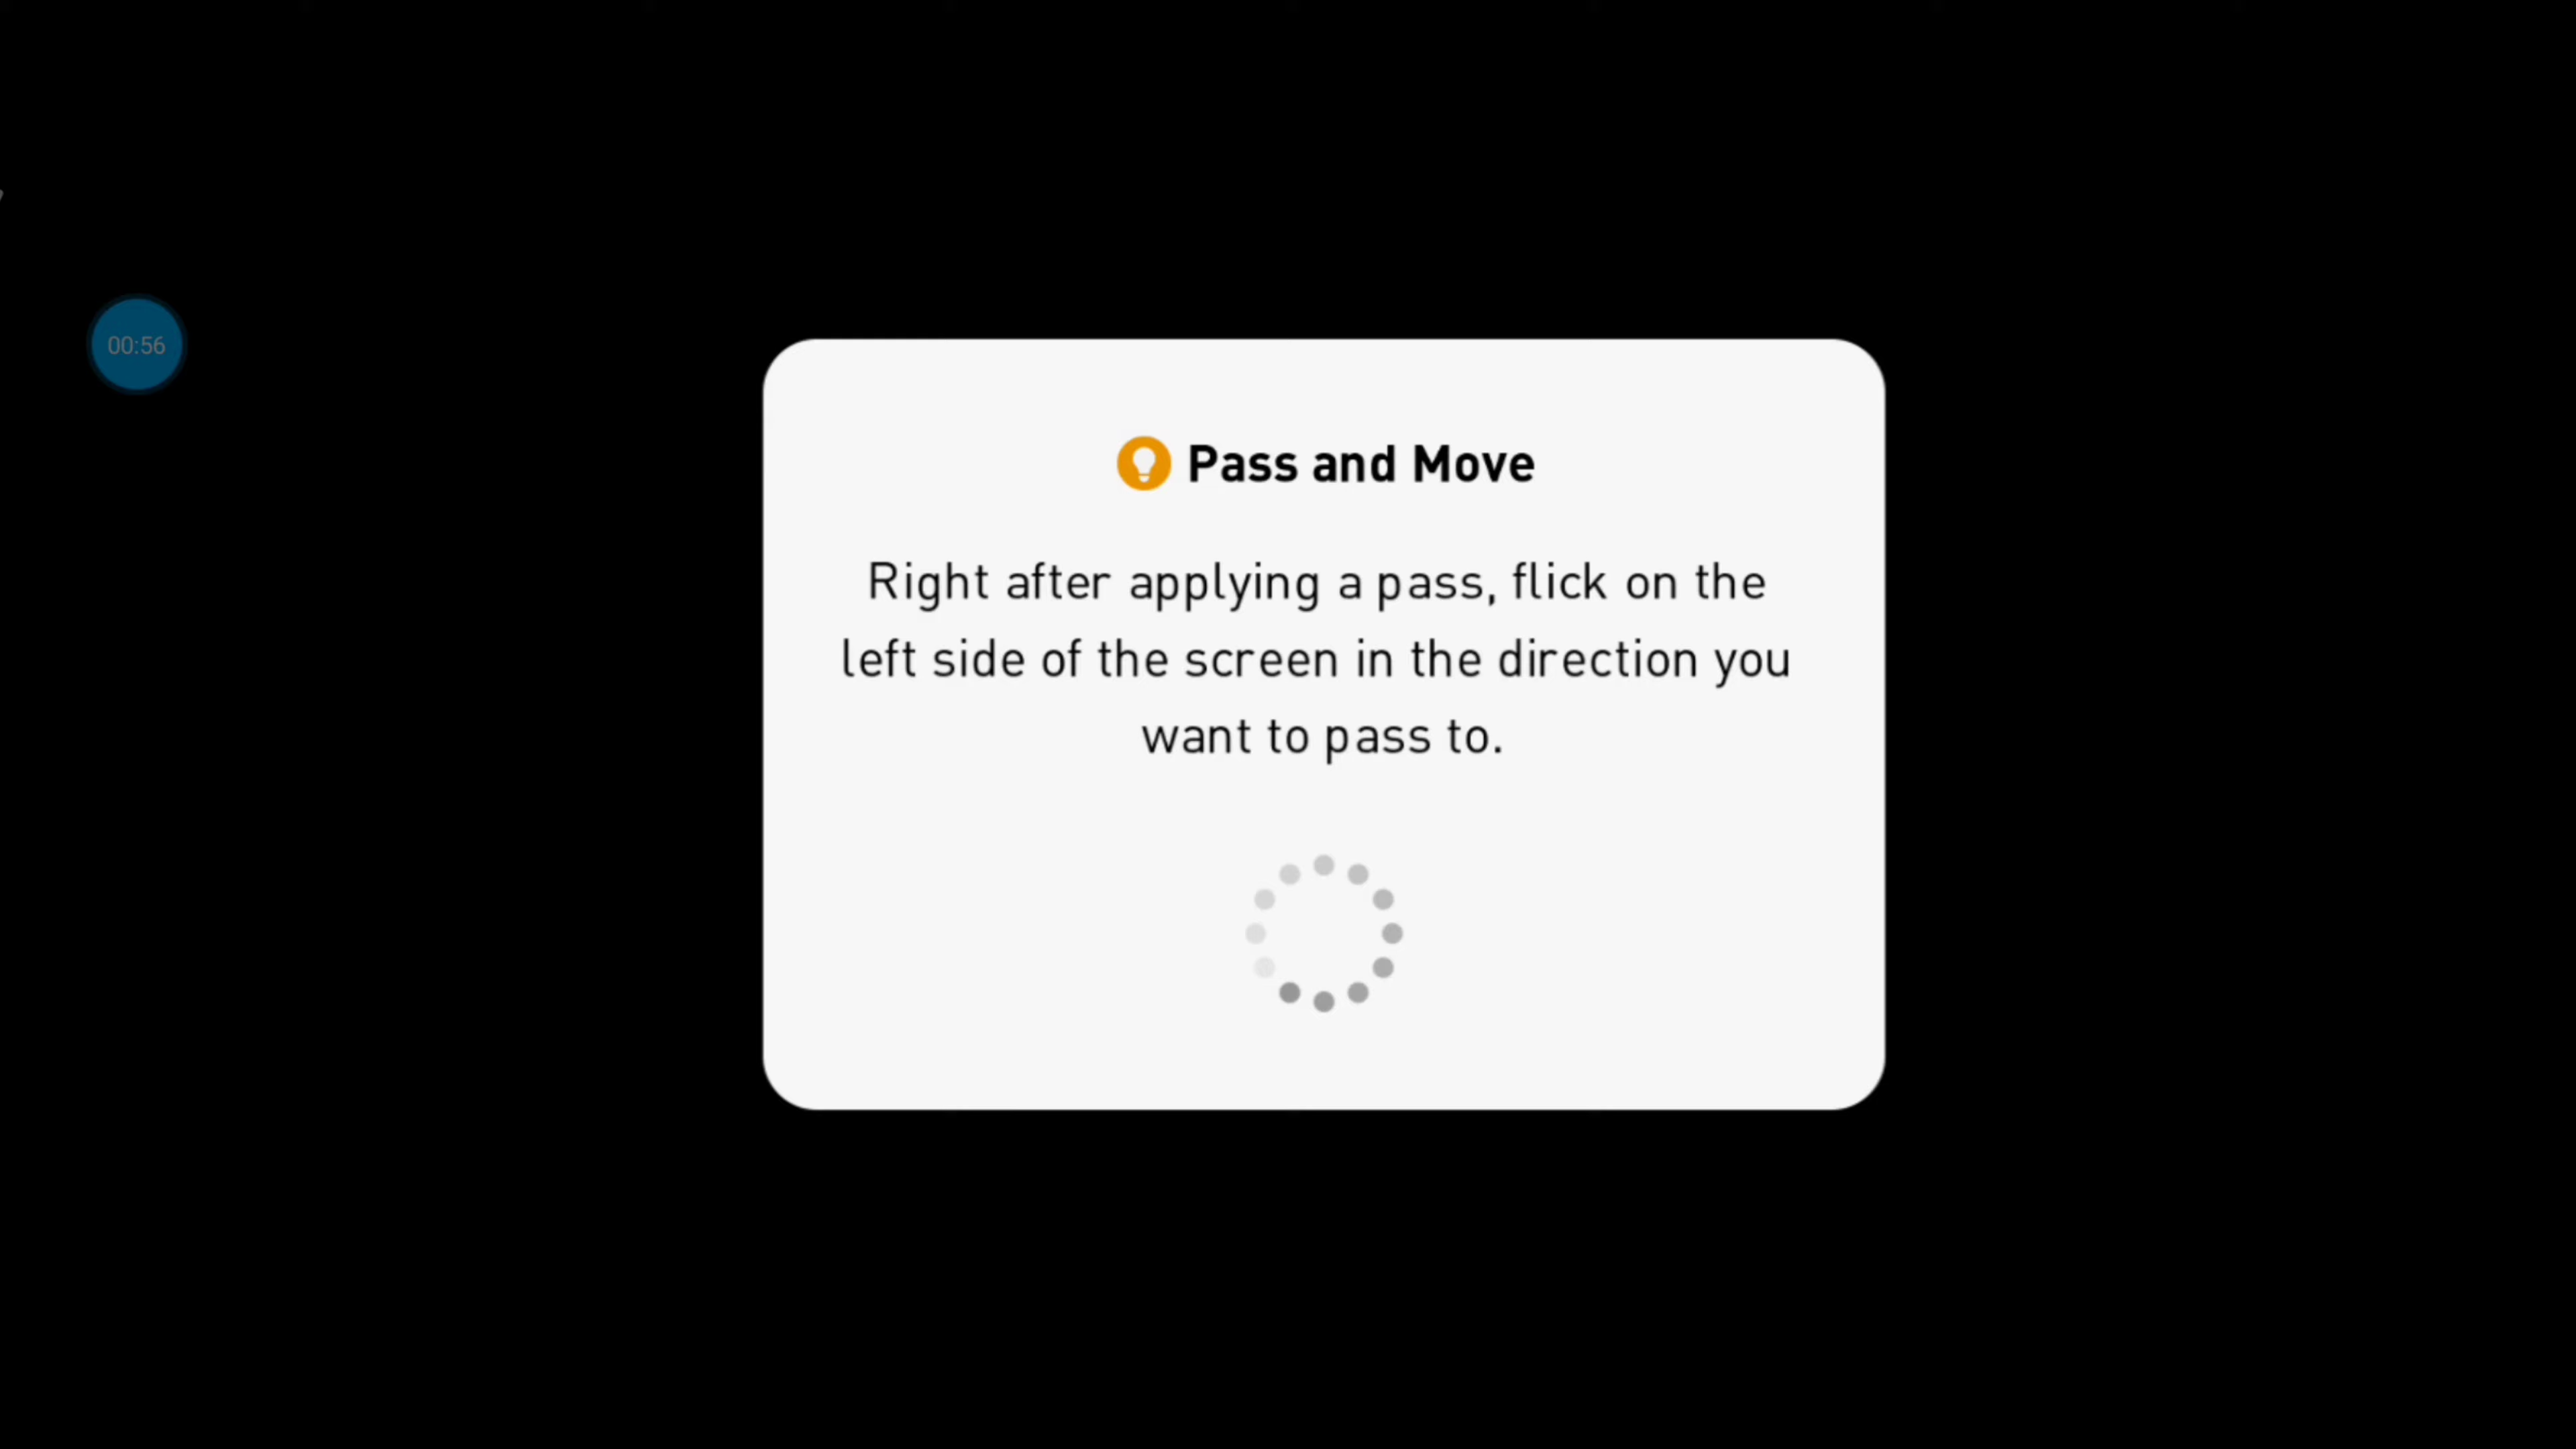 00:56
Pass and Move
Right after applying a pass, flick on the
left side of the screen in the direction you
want to pass to.